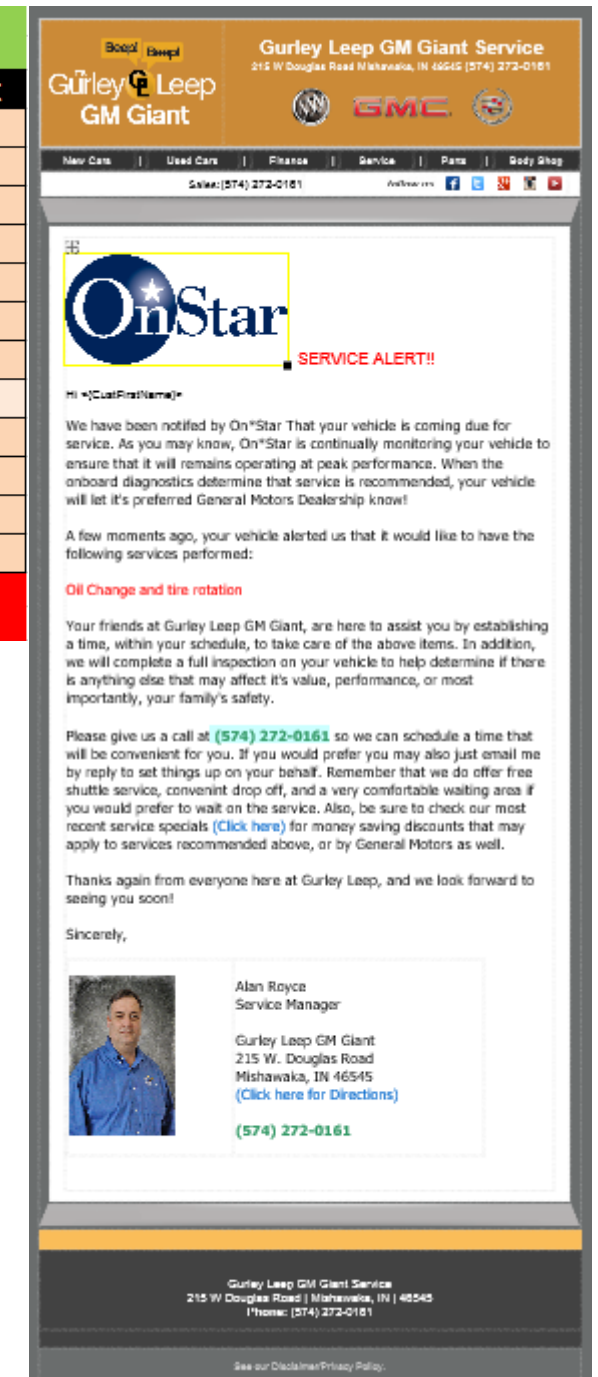 Beep! Beep!
Gurley GL Leep
GM Giant
Gurley Leep GM Giant Service
215 W Douglas Road Mishawaka, IN 46545 (574) 272-0161
GMC
New Cars || Used Cars || Finance || Service || Parts || Body Shop
Sales:(574) 272-0161 follow us
OnStar
SERVICE ALERT!!
Hi <{CustFirstName}>
We have been notifed by On*Star That your vehicle is coming due for
service. As you may know, On*Star is continually monitoring your vehicle to
ensure that it will remains operating at peak performance. When the
onboard diagnostics determine that service is recommended, your vehicle
will let it's preferred General Motors Dealership know!
A few moments ago, your vehicle alerted us that it would like to have the
following services performed:
Oil Change and tire rotation
Your friends at Gurley Leep GM Giant, are here to assist you by establishing
a time, within your schedule, to take care of the above items. In addition,
we will complete a full inspection on your vehicle to help determine if there
is anything else that may affect it's value, performance, or most
importantly, your family's safety.
Please give us a call at (574) 272-0161 so we can schedule a time that
will be convenient for you. If you would prefer you may also just email me
by reply to set things up on your behalf. Remember that we do offer free
shuttle service, convenint drop off, and a very comfortable waiting area if
you would prefer to wait on the service. Also, be sure to check our most
recent service specials (Click here) for money saving discounts that may
apply to services recommended above, or by General Motors as well.
Thanks again from everyone here at Gurley Leep, and we look forward to
seeing you soon!
Sincerely,
Alan Royce
Service Manager
Gurley Leep GM Giant
215 W. Douglas Road
Mishawaka, IN 46545
(Click here for Directions)
(574) 272-0161
Gurley Leep GM Giant Service
215 W Douglas Road | Mishawaka, IN | 46545
Phone: (574) 272-0161
See our Disclaimer/Privacy Policy.